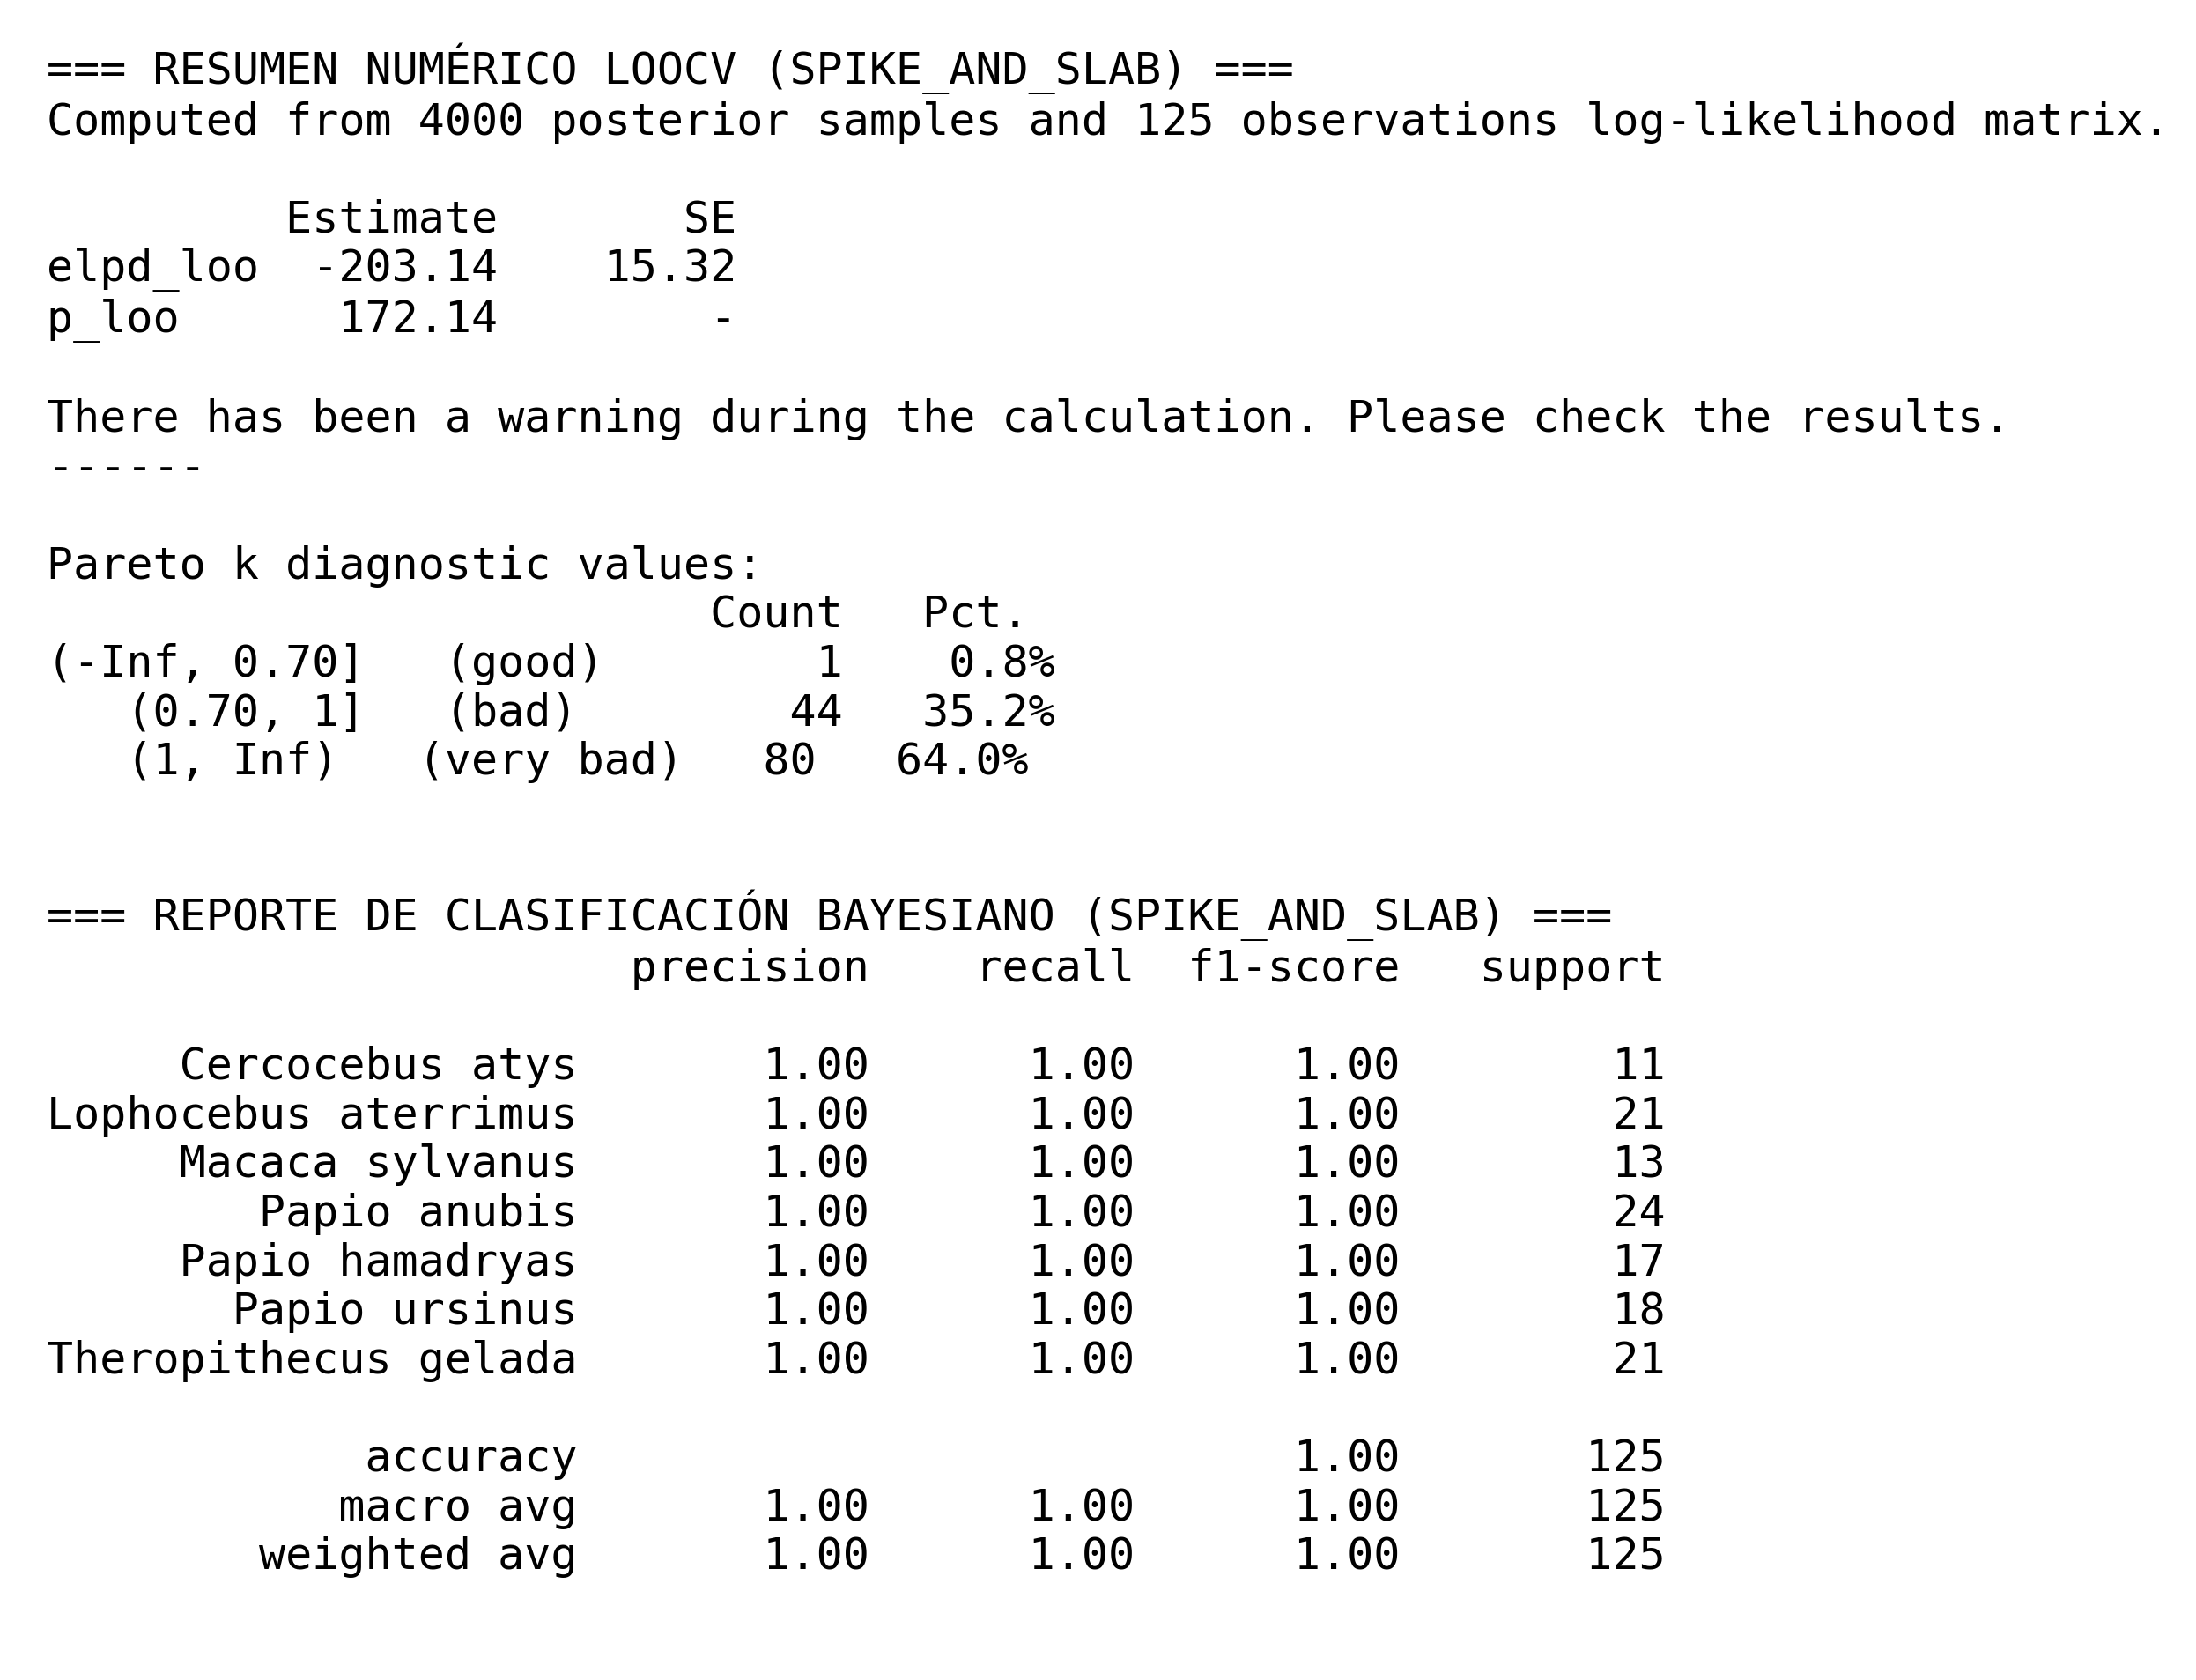 === RESUMEN NUMÉRICO LOOCV (SPIKE_AND_SLAB) ===
Computed from 4000 posterior samples and 125 observations log-likelihood matrix.
Estimate SE
elpd_loo -203.14 15.32
p_loo 172.14 -
There has been a warning during the calculation. Please check the results.
------
Pareto k diagnostic values:
Count Pct.
(-Inf, 0.70] (good) 1 0.8%
(0.70, 1] (bad) 44 35.2%
(1, Inf) (very bad) 80 64.0%
=== REPORTE DE CLASIFICACIÓN BAYESIANO (SPIKE_AND_SLAB) ===
precision recall f1-score support
Cercocebus atys 1.00 1.00 1.00 11
Lophocebus aterrimus 1.00 1.00 1.00 21
Macaca sylvanus 1.00 1.00 1.00 13
Papio anubis 1.00 1.00 1.00 24
Papio hamadryas 1.00 1.00 1.00 17
Papio ursinus 1.00 1.00 1.00 18
Theropithecus gelada 1.00 1.00 1.00 21
accuracy 1.00 125
macro avg 1.00 1.00 1.00 125
weighted avg 1.00 1.00 1.00 125